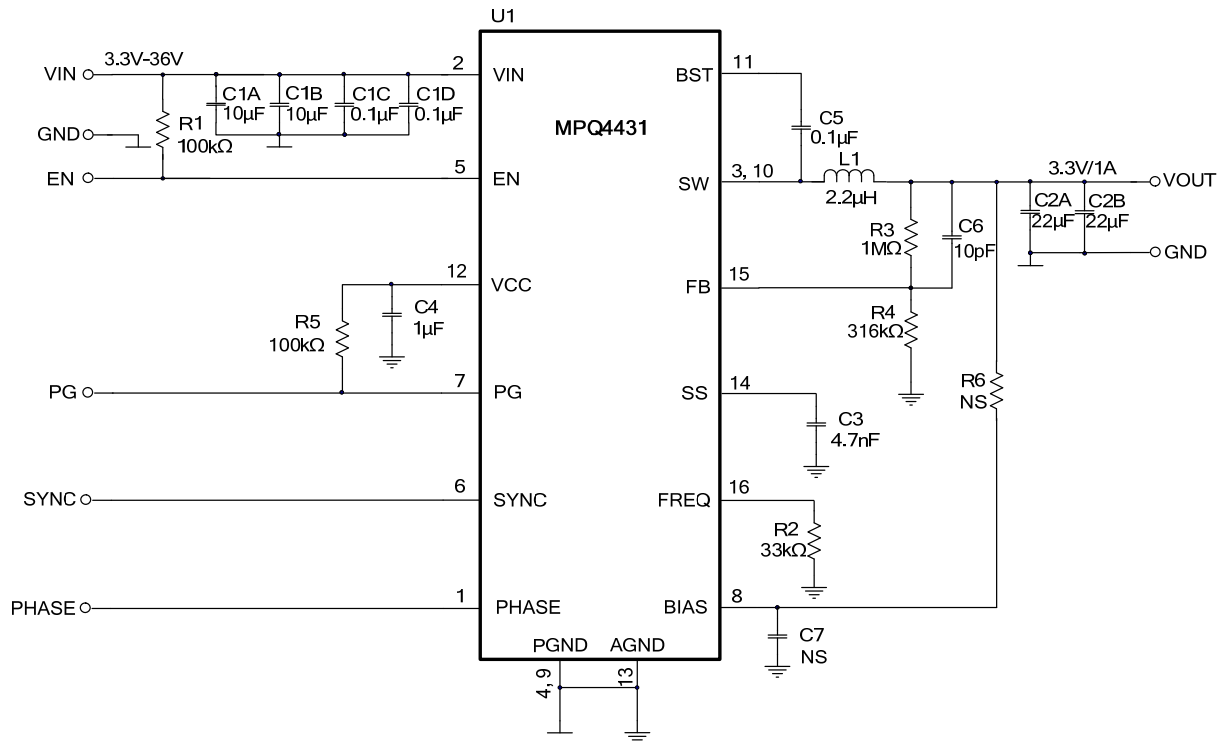 U1
MPQ4431
VIN
3.3V-36V
2
VIN
C1A
10μF
C1B
10μF
C1C
0.1μF
C1D
0.1μF
GND
R1
100kΩ
EN
5
EN
12
VCC
C4
1μF
R5
100kΩ
PG
7
PG
SYNC
6
SYNC
PHASE
1
PHASE
PGND
AGND
4, 9
13
BST
11
C5
0.1μF
SW
3, 10
L1
2.2μH
3.3V/1A
VOUT
C2A
22μF
C2B
22μF
GND
R3
1MΩ
C6
10pF
FB
15
R4
316kΩ
R6
NS
SS
14
C3
4.7nF
FREQ
16
R2
33kΩ
BIAS
8
C7
NS